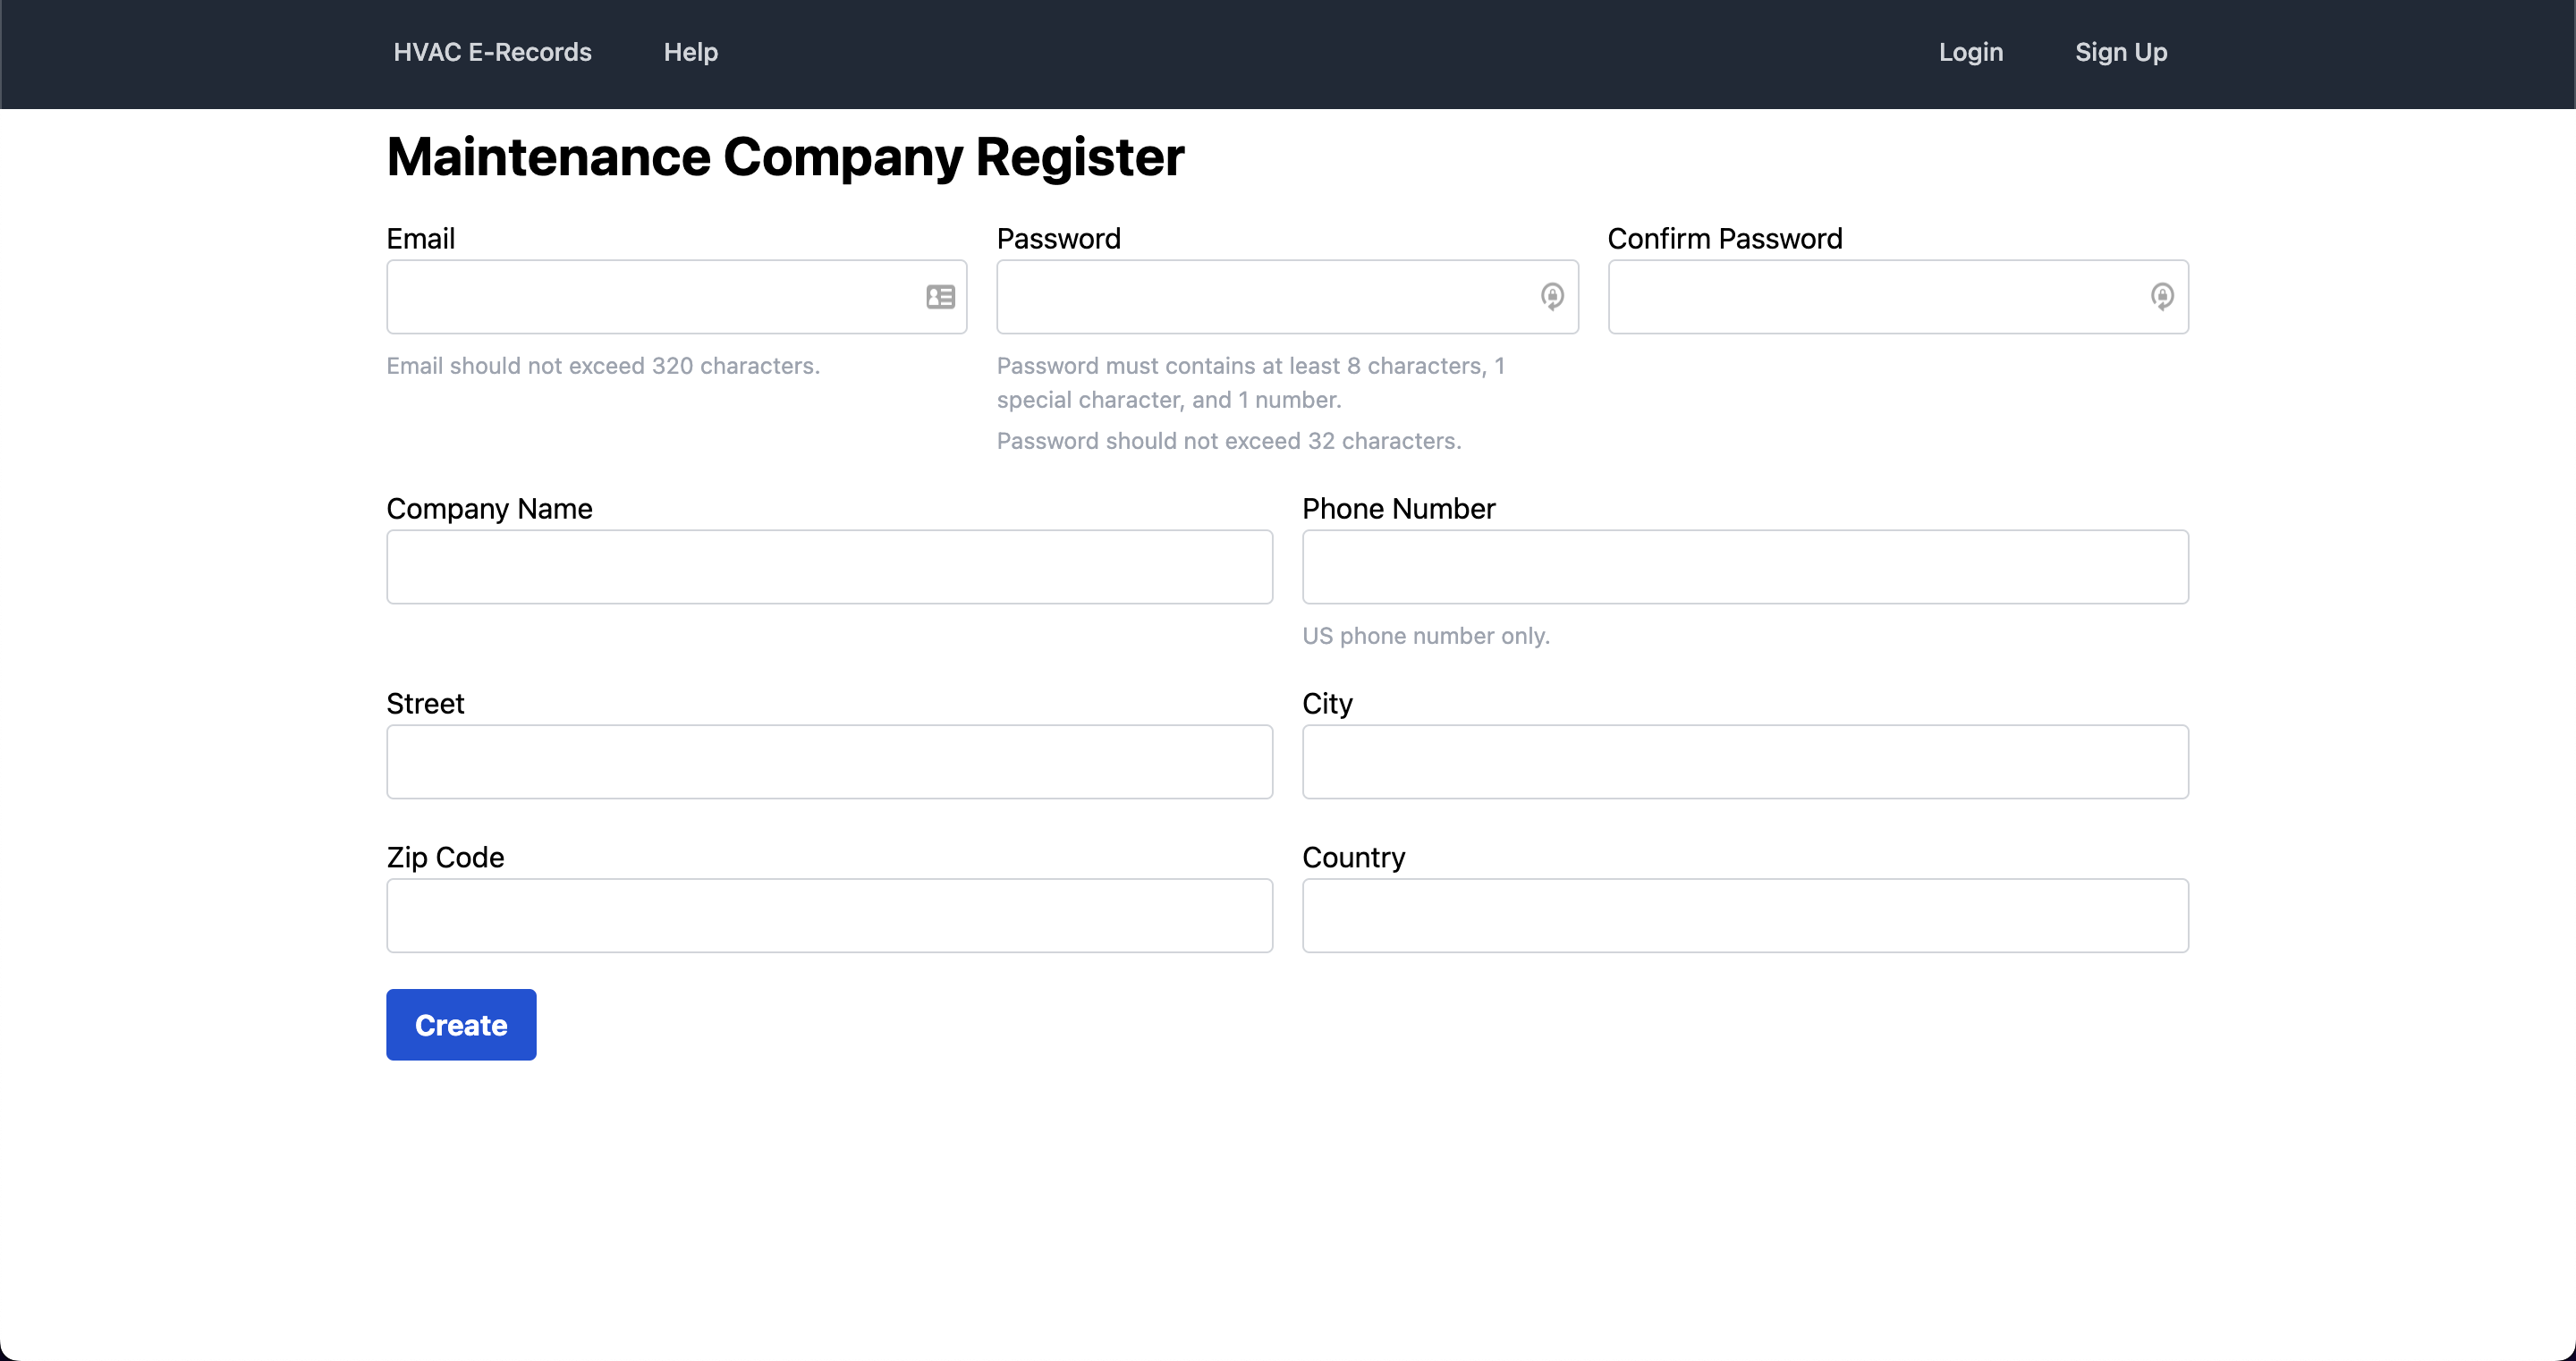 HVAC E-Records Help Login Sign Up
Maintenance Company Register
Email Password Confirm Password
Email should not exceed 320 characters.
Password must contains at least 8 characters, 1
special character, and 1 number.
Password should not exceed 32 characters.
Company Name Phone Number
US phone number only.
Street City
Zip Code Country
Create